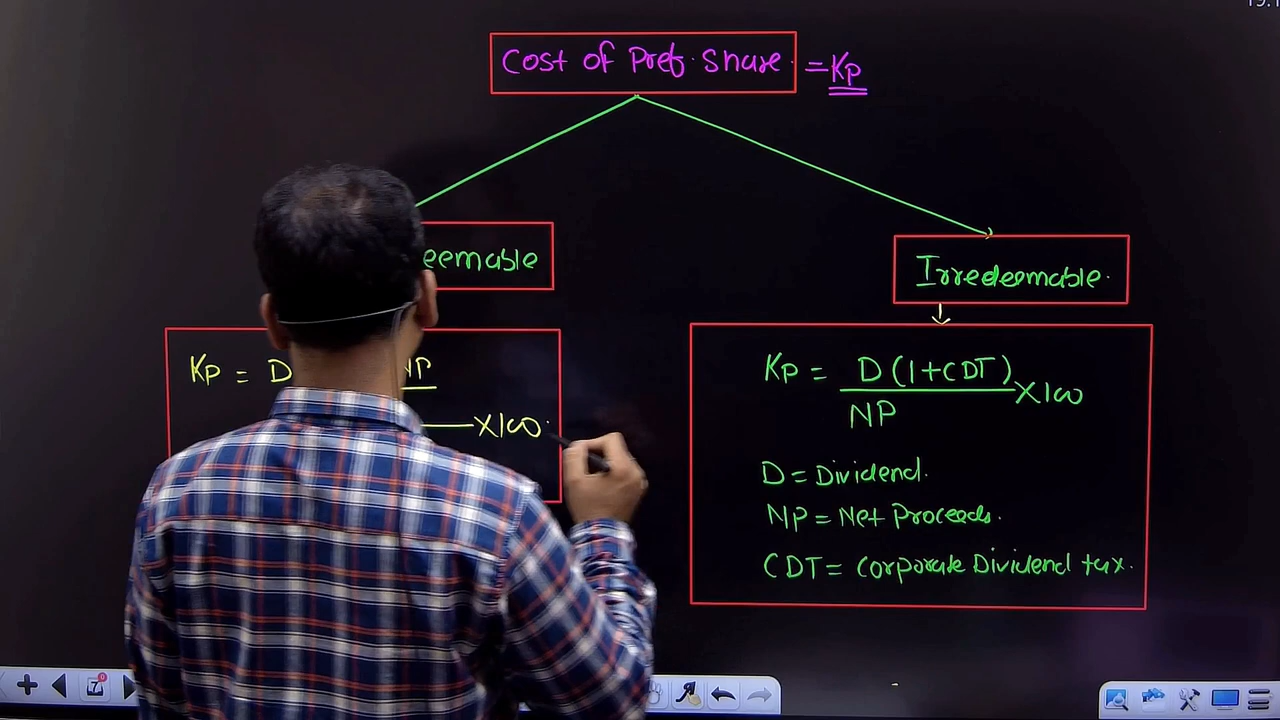 Cost of Pref. Share. = Kp
eemable
Irredeemable.
Kp = D NP
X100.
Kp = D (1+CDT) X100
NP
D = Dividend.
NP = Net Proceeds.
CDT = Corporate Dividend tax.
7